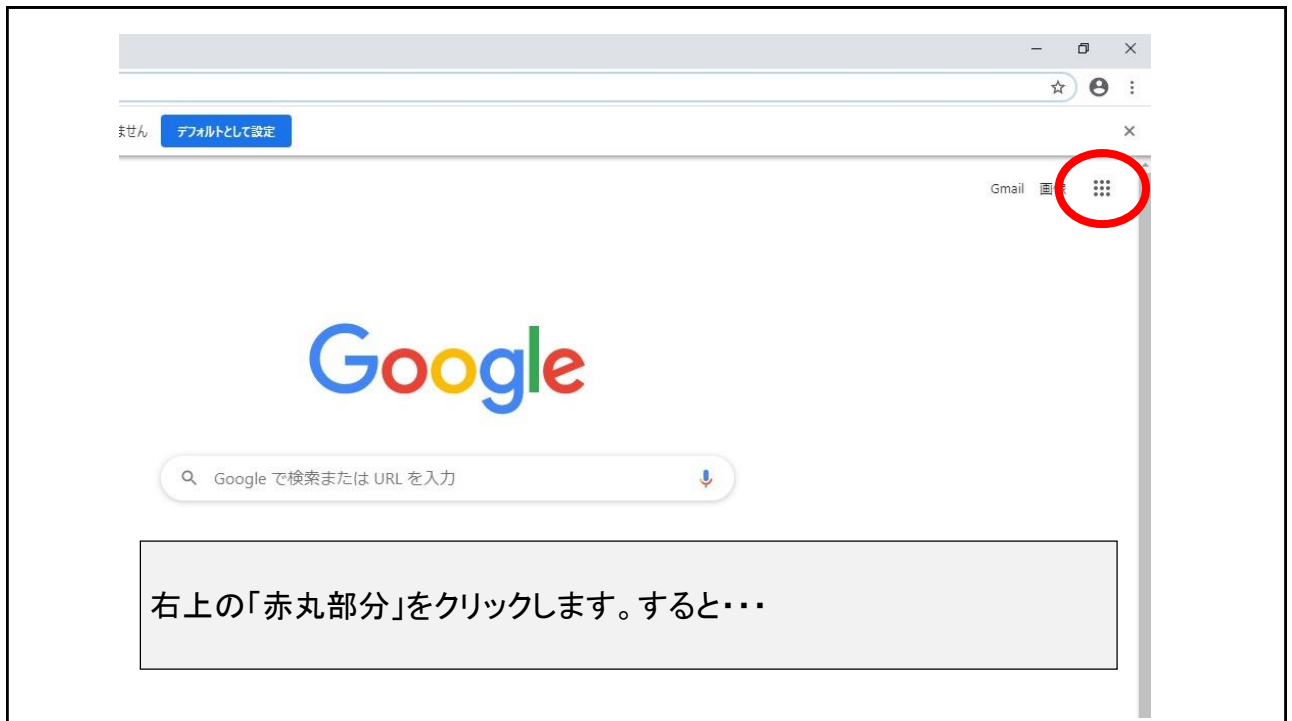 ません デフォルトとして設定
Gmail 画像
Google
Google で検索または URL を入力
右上の「赤丸部分」をクリックします。すると・・・